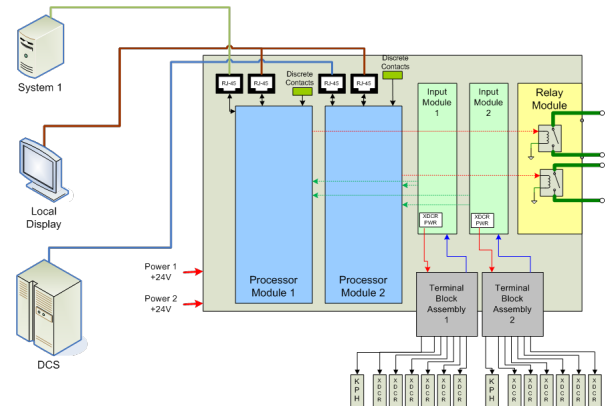 System 1
Local
Display
DCS
Power 1
+24V
Power 2
+24V
RJ-45
RJ-45
Discrete
Contacts
RJ-45
RJ-45
Discrete
Contacts
Processor
Module 1
Processor
Module 2
Input
Module
1
XDCR
PWR
Input
Module
2
XDCR
PWR
Relay
Module
Terminal
Block
Assembly
1
Terminal
Block
Assembly
2
KPH
XDCR
XDCR
XDCR
XDCR
XDCR
XDCR
KPH
XDCR
XDCR
XDCR
XDCR
XDCR
XDCR